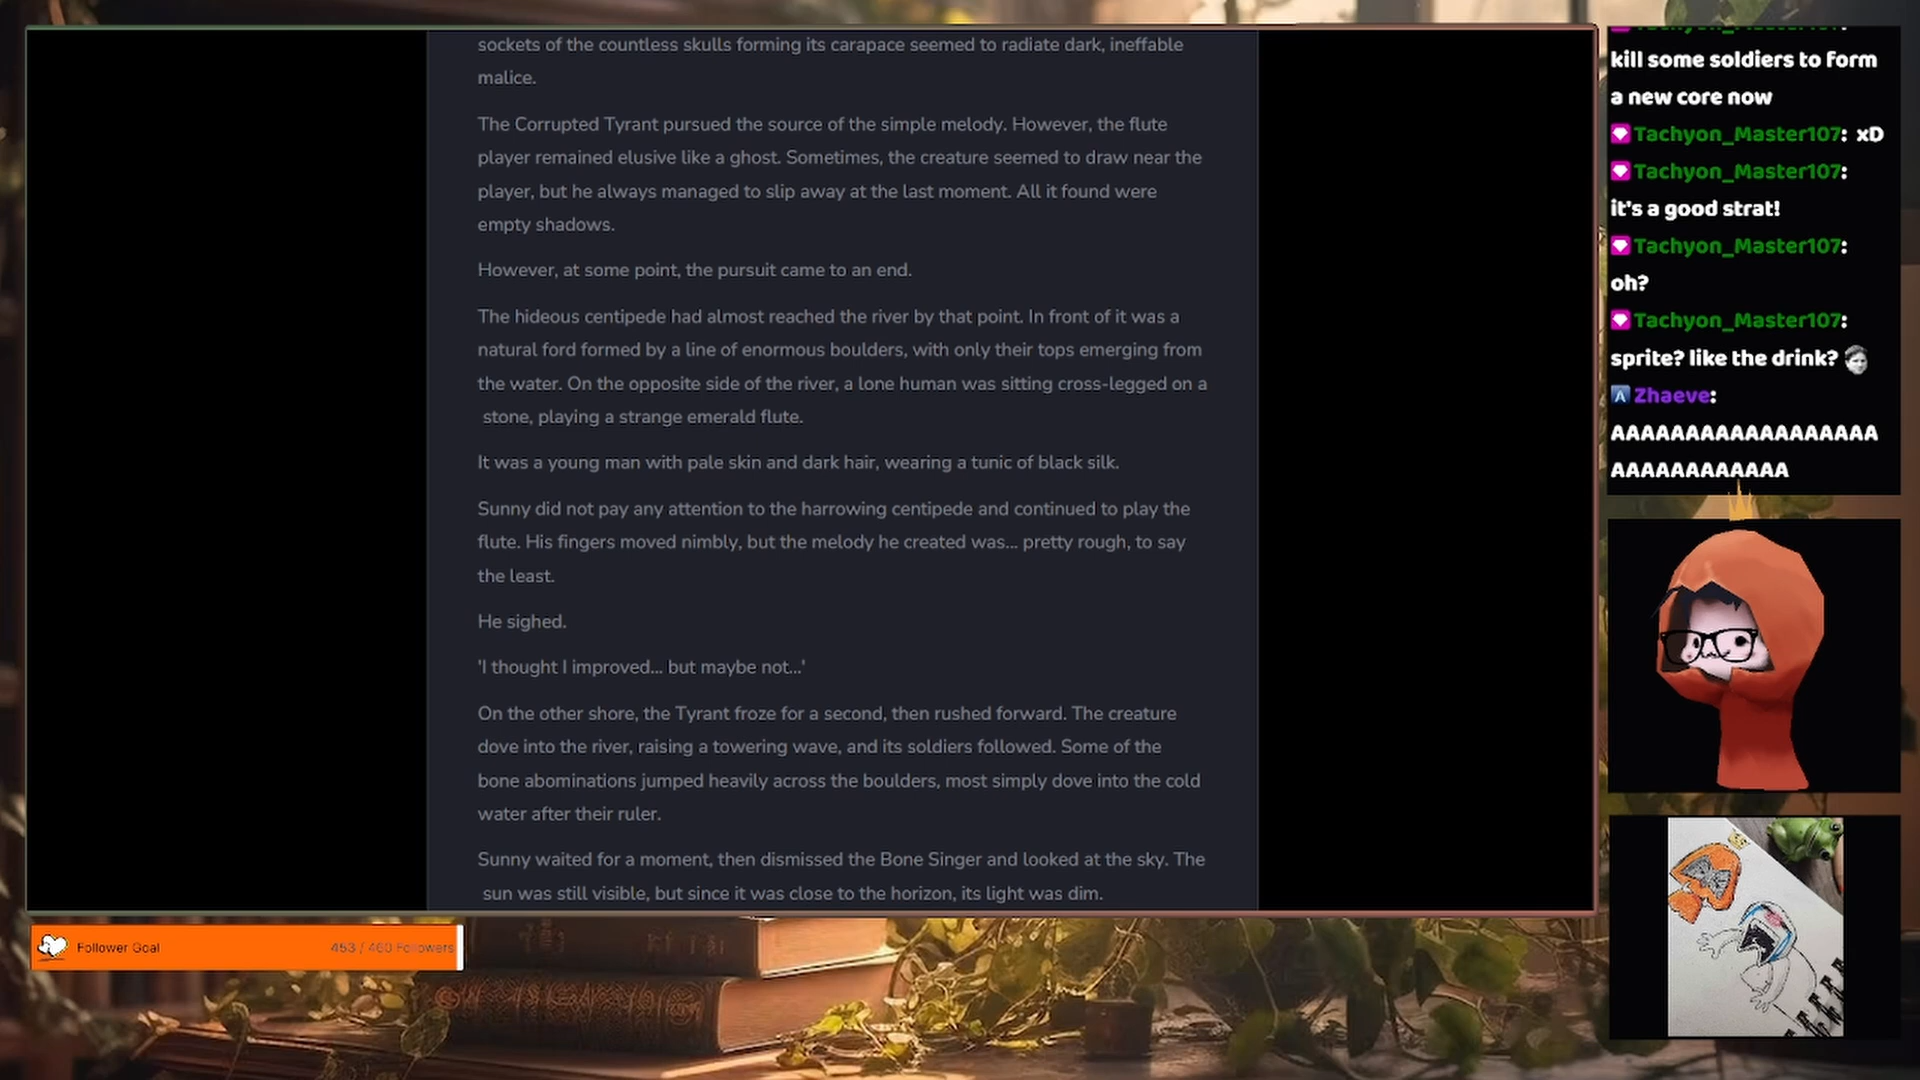 sockets of the countless skulls forming its carapace seemed to radiate dark, ineffable
malice.
The Corrupted Tyrant pursued the source of the simple melody. However, the flute
player remained elusive like a ghost. Sometimes, the creature seemed to draw near the
player, but he always managed to slip away at the last moment. All it found were
empty shadows.
However, at some point, the pursuit came to an end.
The hideous centipede had almost reached the river by that point. In front of it was a
natural ford formed by a line of enormous boulders, with only their tops emerging from
the water. On the opposite side of the river, a lone human was sitting cross-legged on a
stone, playing a strange emerald flute.
It was a young man with pale skin and dark hair, wearing a tunic of black silk.
Sunny did not pay any attention to the harrowing centipede and continued to play the
flute. His fingers moved nimbly, but the melody he created was... pretty rough, to say
the least.
He sighed.
'I thought I improved... but maybe not...'
On the other shore, the Tyrant froze for a second, then rushed forward. The creature
dove into the river, raising a towering wave, and its soldiers followed. Some of the
bone abominations jumped heavily across the boulders, most simply dove into the cold
water after their ruler.
Sunny waited for a moment, then dismissed the Bone Singer and looked at the sky. The
sun was still visible, but since it was close to the horizon, its light was dim.
Follower Goal 453 / 460 Followers
kill some soldiers to form
a new core now
Tachyon_Master107: xD
Tachyon_Master107:
it's a good strat!
Tachyon_Master107:
oh?
Tachyon_Master107:
sprite? like the drink?
A Zhaeve:
AAAAAAAAAAAAAAAAAA
AAAAAAAAAAAA